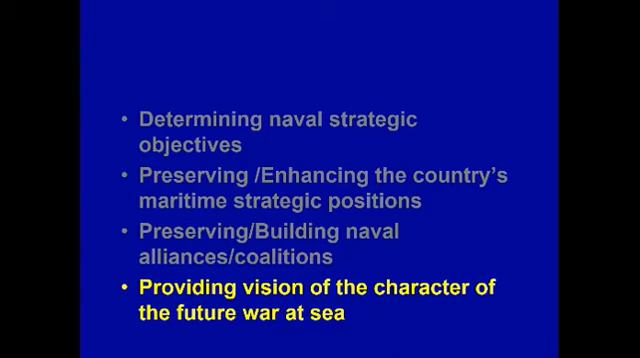 • Determining naval strategic
objectives
• Preserving /Enhancing the country's
maritime strategic positions
• Preserving/Building naval
alliances/coalitions
• Providing vision of the character of
the future war at sea